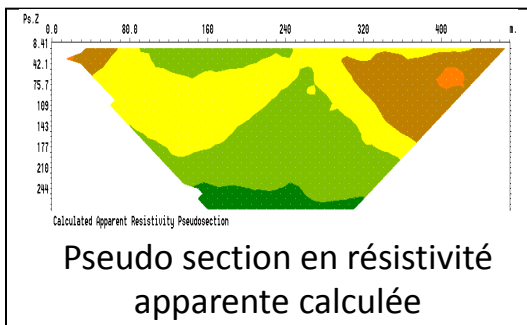 Ps.Z 0.0 80.0 160 240 320 400 m.
8.41
42.1
75.7
109
143
177
210
244
Calculated Apparent Resistivity Pseudosection
Pseudo section en résistivité
apparente calculée